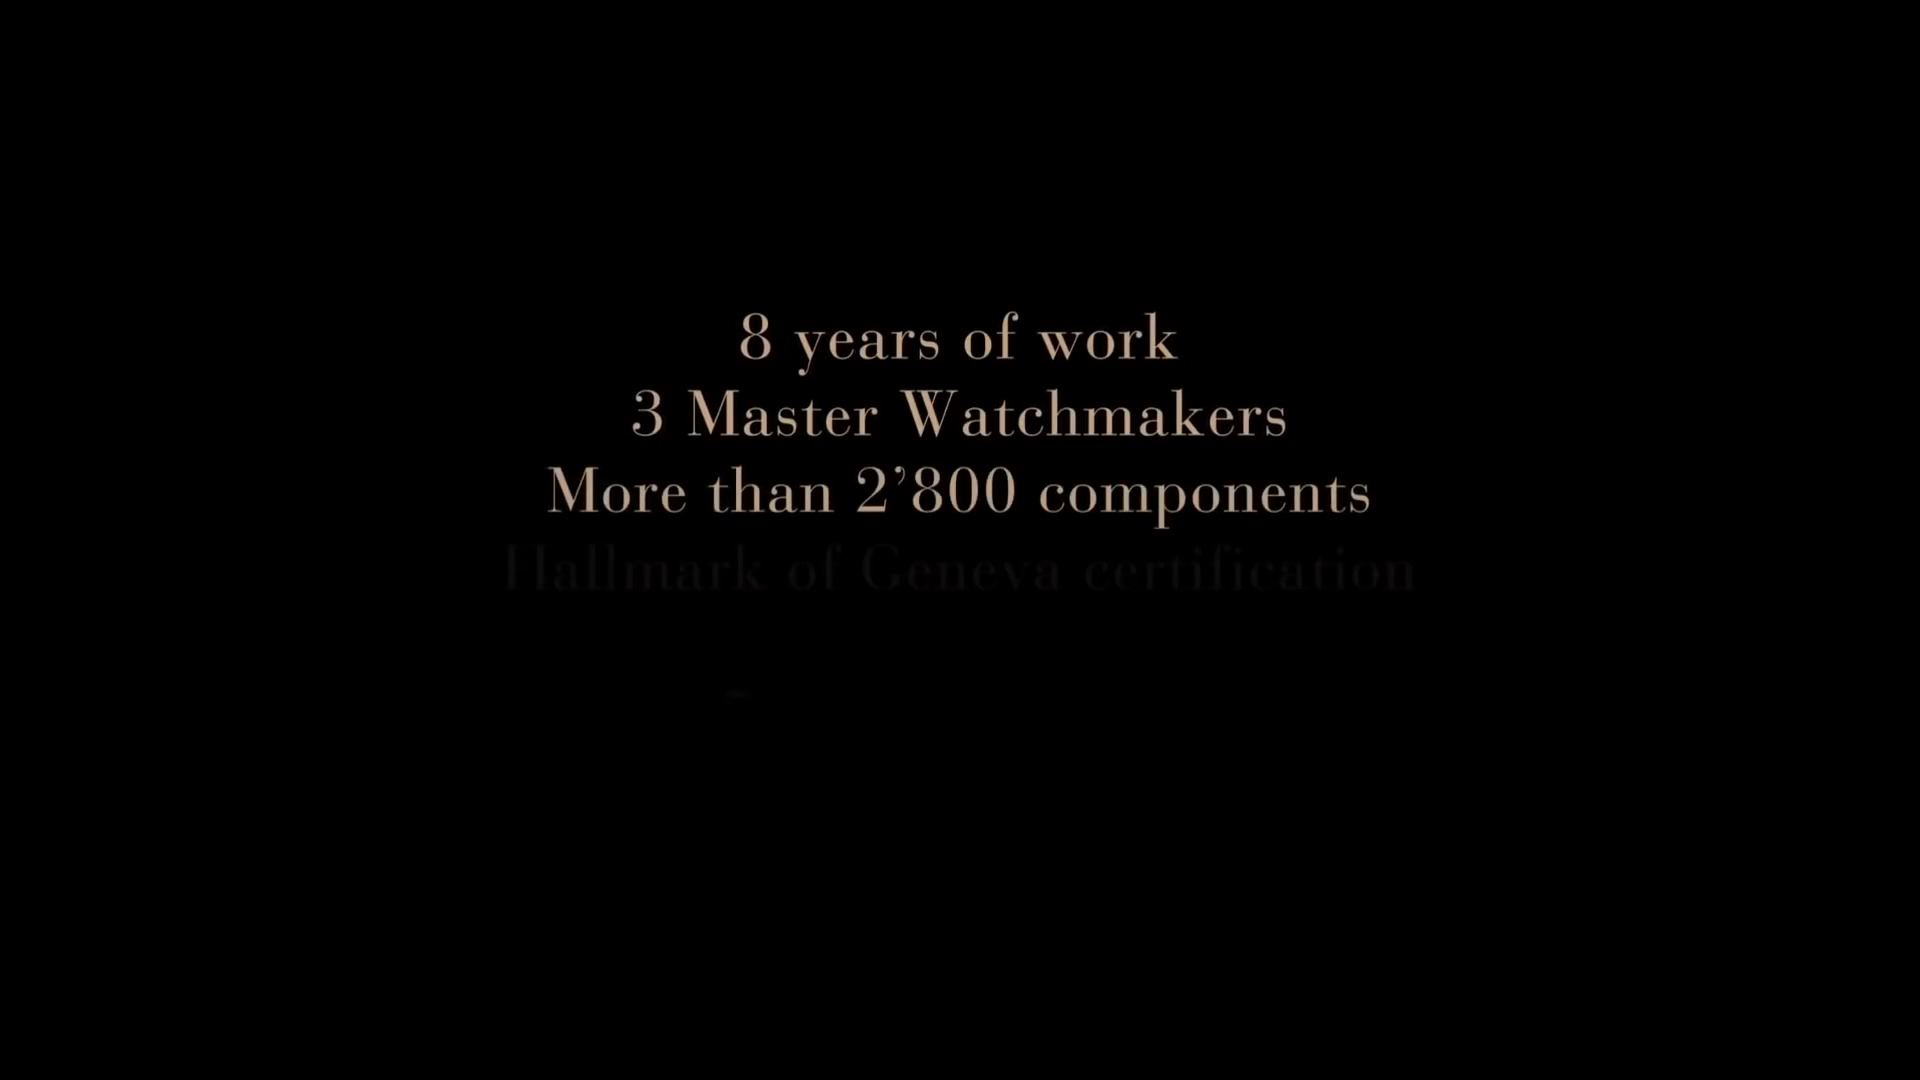 8 years of work
3 Master Watchmakers
More than 2’800 components
Hallmark of Geneva certification